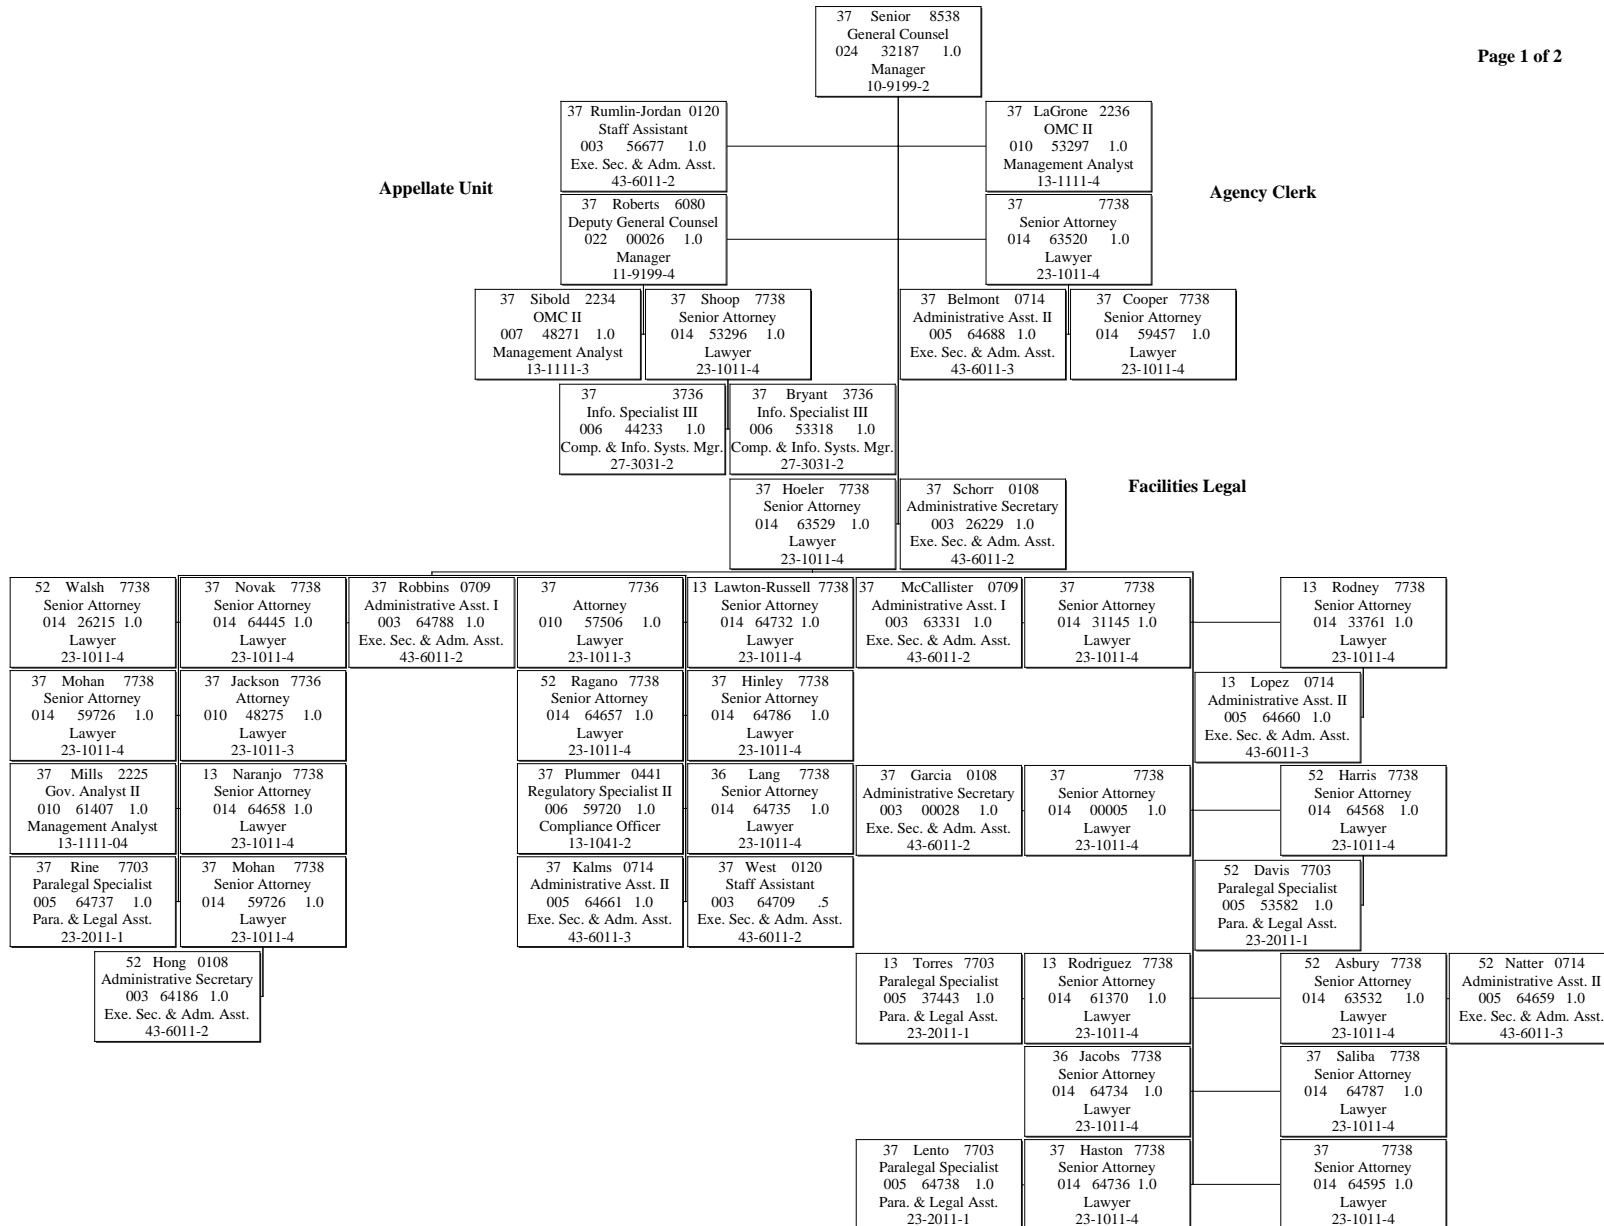 37 Senior 8538
General Counsel
024 32187 1.0
Manager
10-9199-2
Page 1 of 2
37 Rumlin-Jordan 0120
Staff Assistant
003 56677 1.0
Exe. Sec. & Adm. Asst.
43-6011-2
37 LaGrone 2236
OMC II
010 53297 1.0
Management Analyst
13-1111-4
Appellate Unit
Agency Clerk
37 Roberts 6080
Deputy General Counsel
022 00026 1.0
Manager
11-9199-4
37 7738
Senior Attorney
014 63520 1.0
Lawyer
23-1011-4
37 Sibold 2234
OMC II
007 48271 1.0
Management Analyst
13-1111-3
37 Shoop 7738
Senior Attorney
014 53296 1.0
Lawyer
23-1011-4
37 Belmont 0714
Administrative Asst. II
005 64688 1.0
Exe. Sec. & Adm. Asst.
43-6011-3
37 Cooper 7738
Senior Attorney
014 59457 1.0
Lawyer
23-1011-4
37 3736
Info. Specialist III
006 44233 1.0
Comp. & Info. Systs. Mgr.
27-3031-2
37 Bryant 3736
Info. Specialist III
006 53318 1.0
Comp. & Info. Systs. Mgr.
27-3031-2
37 Hoeler 7738
Senior Attorney
014 63529 1.0
Lawyer
23-1011-4
37 Schorr 0108
Administrative Secretary
003 26229 1.0
Exe. Sec. & Adm. Asst.
43-6011-2
Facilities Legal
52 Walsh 7738
Senior Attorney
014 26215 1.0
Lawyer
23-1011-4
37 Novak 7738
Senior Attorney
014 64445 1.0
Lawyer
23-1011-4
37 Robbins 0709
Administrative Asst. I
003 64788 1.0
Exe. Sec. & Adm. Asst.
43-6011-2
37 7736
Attorney
010 57506 1.0
Lawyer
23-1011-3
13 Lawton-Russell 7738
Senior Attorney
014 64732 1.0
Lawyer
23-1011-4
37 McCallister 0709
Administrative Asst. I
003 63331 1.0
Exe. Sec. & Adm. Asst.
43-6011-2
37 7738
Senior Attorney
014 31145 1.0
Lawyer
23-1011-4
13 Rodney 7738
Senior Attorney
014 33761 1.0
Lawyer
23-1011-4
37 Mohan 7738
Senior Attorney
014 59726 1.0
Lawyer
23-1011-4
37 Jackson 7736
Attorney
010 48275 1.0
Lawyer
23-1011-3
52 Ragano 7738
Senior Attorney
014 64657 1.0
Lawyer
23-1011-4
37 Hinley 7738
Senior Attorney
014 64786 1.0
Lawyer
23-1011-4
13 Lopez 0714
Administrative Asst. II
005 64660 1.0
Exe. Sec. & Adm. Asst.
43-6011-3
37 Mills 2225
Gov. Analyst II
010 61407 1.0
Management Analyst
13-1111-04
13 Naranjo 7738
Senior Attorney
014 64658 1.0
Lawyer
23-1011-4
37 Plummer 0441
Regulatory Specialist II
006 59720 1.0
Compliance Officer
13-1041-2
36 Lang 7738
Senior Attorney
014 64735 1.0
Lawyer
23-1011-4
37 Garcia 0108
Administrative Secretary
003 00028 1.0
Exe. Sec. & Adm. Asst.
43-6011-2
37 7738
Senior Attorney
014 00005 1.0
Lawyer
23-1011-4
52 Harris 7738
Senior Attorney
014 64568 1.0
Lawyer
23-1011-4
37 Rine 7703
Paralegal Specialist
005 64737 1.0
Para. & Legal Asst.
23-2011-1
37 Mohan 7738
Senior Attorney
014 59726 1.0
Lawyer
23-1011-4
37 Kalms 0714
Administrative Asst. II
005 64661 1.0
Exe. Sec. & Adm. Asst.
43-6011-3
37 West 0120
Staff Assistant
003 64709 .5
Exe. Sec. & Adm. Asst.
43-6011-2
52 Davis 7703
Paralegal Specialist
005 53582 1.0
Para. & Legal Asst.
23-2011-1
52 Hong 0108
Administrative Secretary
003 64186 1.0
Exe. Sec. & Adm. Asst.
43-6011-2
13 Torres 7703
Paralegal Specialist
005 37443 1.0
Para. & Legal Asst.
23-2011-1
13 Rodriguez 7738
Senior Attorney
014 61370 1.0
Lawyer
23-1011-4
52 Asbury 7738
Senior Attorney
014 63532 1.0
Lawyer
23-1011-4
52 Natter 0714
Administrative Asst. II
005 64659 1.0
Exe. Sec. & Adm. Asst.
43-6011-3
36 Jacobs 7738
Senior Attorney
014 64734 1.0
Lawyer
23-1011-4
37 Saliba 7738
Senior Attorney
014 64787 1.0
Lawyer
23-1011-4
37 Lento 7703
Paralegal Specialist
005 64738 1.0
Para. & Legal Asst.
23-2011-1
37 Haston 7738
Senior Attorney
014 64736 1.0
Lawyer
23-1011-4
37 7738
Senior Attorney
014 64595 1.0
Lawyer
23-1011-4